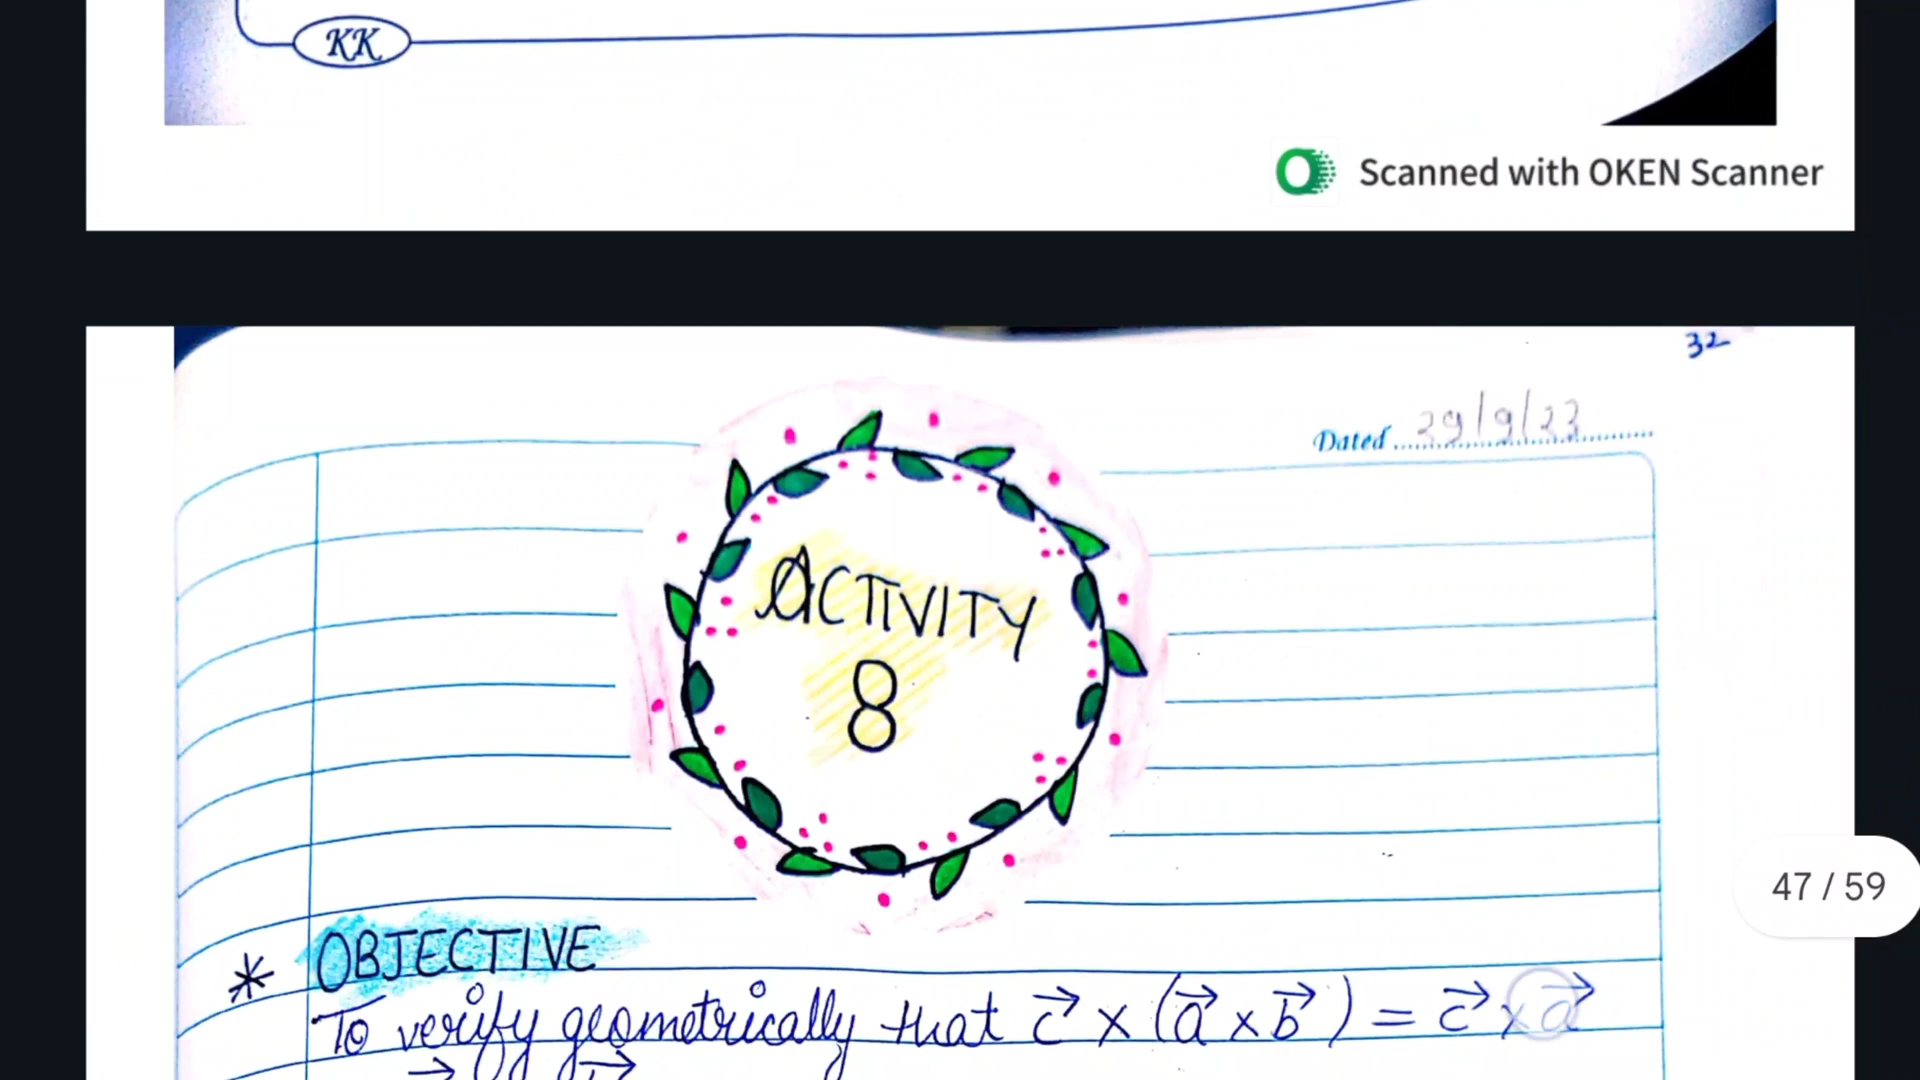 KK
Scanned with OKEN Scanner
32
Dated 29/9/23
ACTIVITY
8
47 / 59
* OBJECTIVE
To verify geometrically that c⃗ × (a⃗ × b⃗) = c⃗ × a⃗